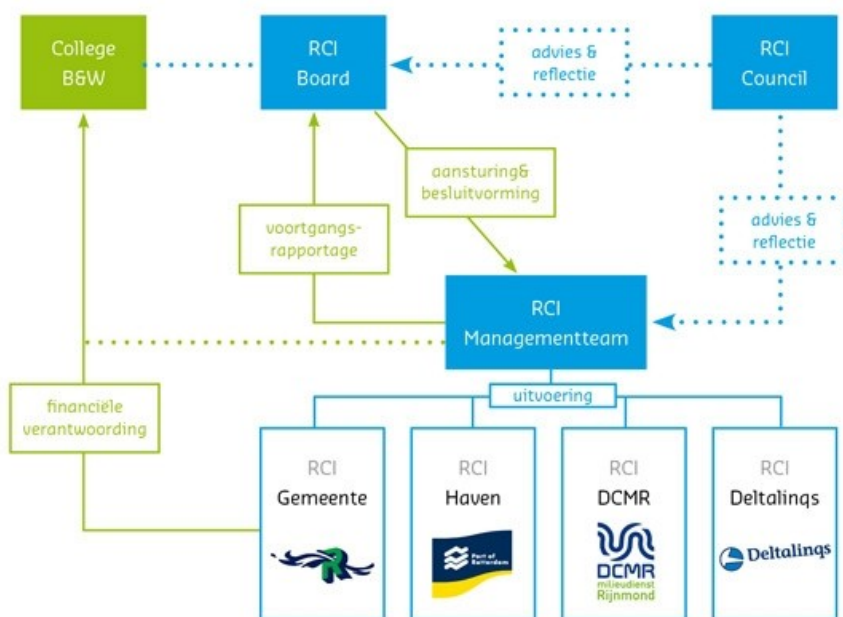 College
B&W
RCI
Board
advies &
reflectie
RCI
Council
aansturing&
besluitvorming
voortgangs-
rapportage
advies &
reflectie
RCI
Managementteam
uitvoering
financiële
verantwoording
RCI
Gemeente
R
RCI
Haven
Port of
Rotterdam
RCI
DCMR
DCMR
milieudienst
Rijnmond
RCI
Deltalinqs
Deltalinqs